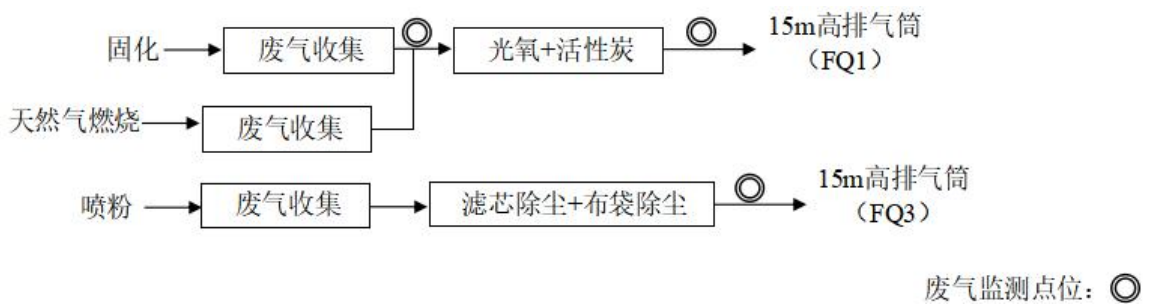 固化
废气收集
光氧+活性炭
15m高排气筒
（FQ1）
天然气燃烧
废气收集
喷粉
废气收集
滤芯除尘+布袋除尘
15m高排气筒
（FQ3）
废气监测点位：